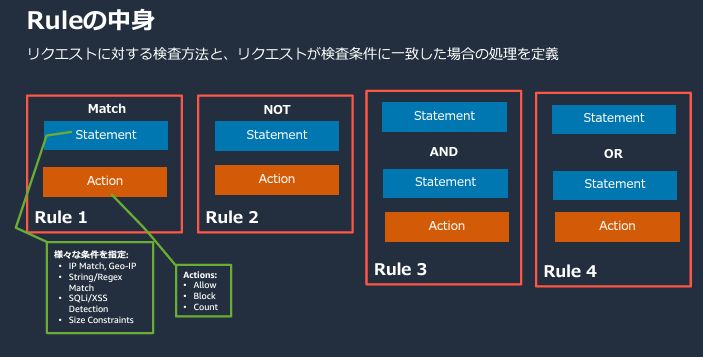 Ruleの中身
リクエストに対する検査方法と、リクエストが検査条件に一致した場合の処理を定義
Match
Statement
Action
Rule 1
NOT
Statement
Action
Rule 2
Statement
AND
Statement
Action
Rule 3
Statement
OR
Statement
Action
Rule 4
様々な条件を指定:
• IP Match, Geo-IP
• String/Regex
Match
• SQLi/XSS
Detection
• Size Constraints
Actions:
• Allow
• Block
• Count